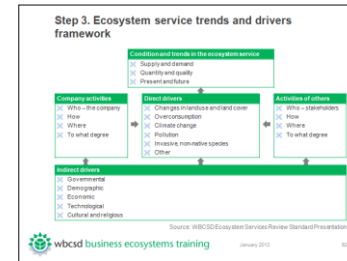 Step 3. Ecosystem service trends and drivers
framework
Condition and trends in the ecosystem service
Supply and demand
Quantity and quality
Present and future
Company activities
Who – the company
How
Where
To what degree
Direct drivers
Changes in land use and land cover
Overconsumption
Climate change
Pollution
Invasive, non-native species
Other
Activities of others
Who – stakeholders
How
Where
To what degree
Indirect drivers
Governmental
Demographic
Economic
Technological
Cultural and religious
Source: WBCSD Ecosystem Services Review Standard Presentation
wbcsd business ecosystems training
January 2012